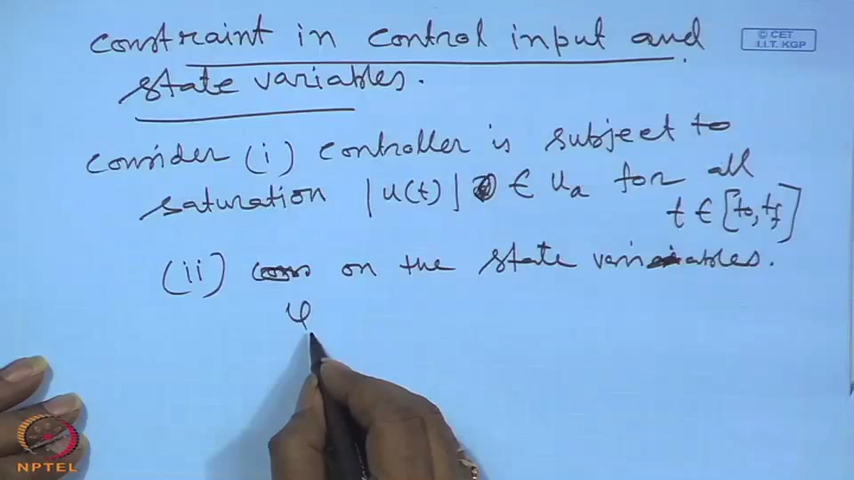 constraint in control input and
state variables.
© CET
I.I.T. KGP
consider (i) controller is subject to
saturation |u(t)| ∈ Ua for all
t ∈ [to, tf]
(ii) on the state variables.
φ
NPTEL